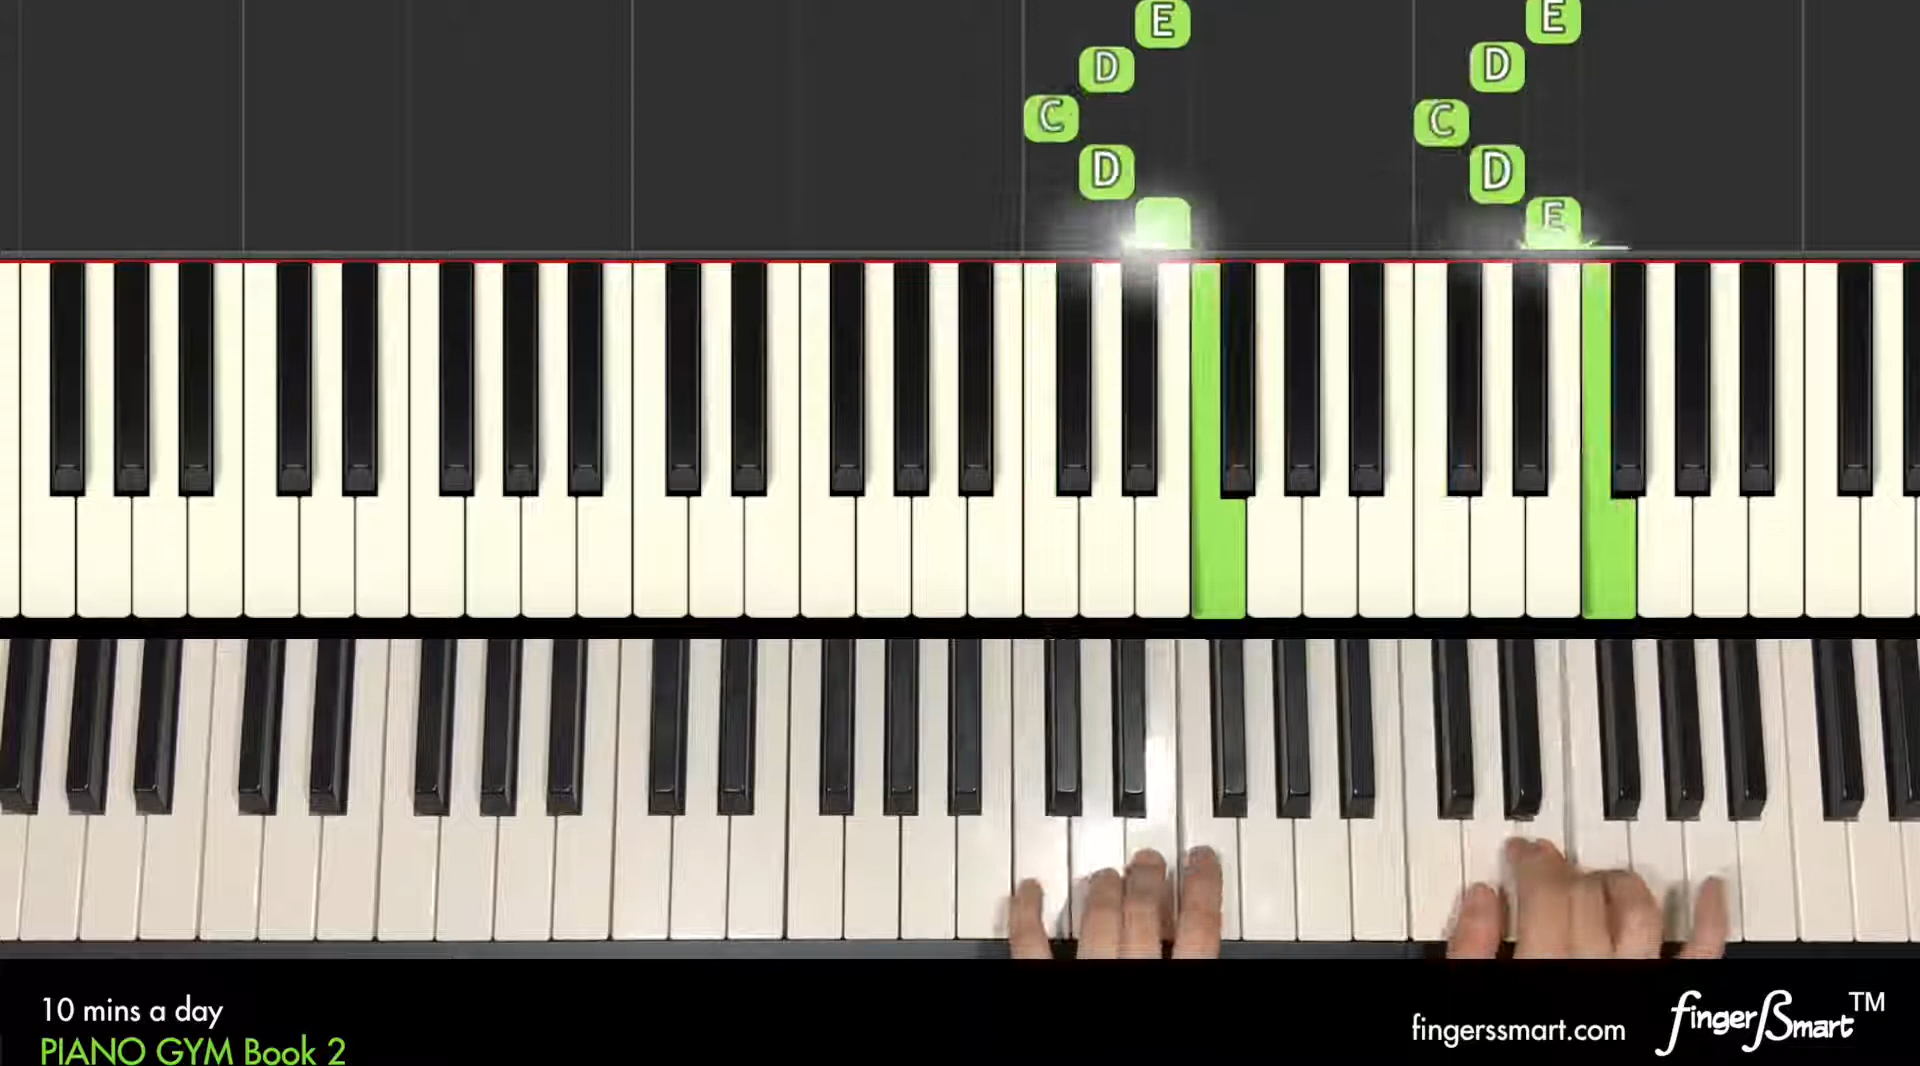 E E
D D
C C
D D
E
10 mins a day
PIANO GYM Book 2
fingerssmart.com
fingerSmart™